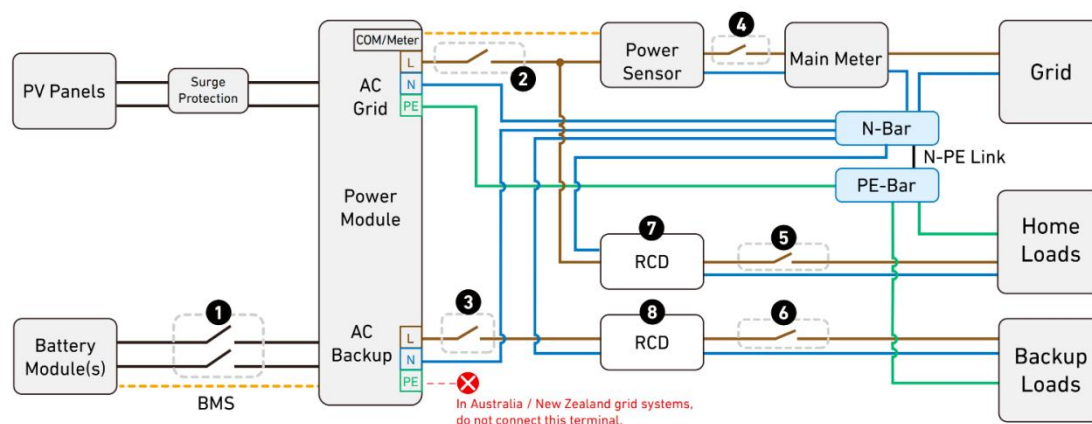 COM/Meter
4
PV Panels
Surge
Protection
L
N
PE
AC
Grid
2
Power
Sensor
Main Meter
Grid
N-Bar
N-PE Link
PE-Bar
Power
Module
7
RCD
5
Home
Loads
1
Battery
Module(s)
BMS
AC
Backup
L
N
PE
3
8
RCD
6
Backup
Loads
In Australia / New Zealand grid systems,
do not connect this terminal.